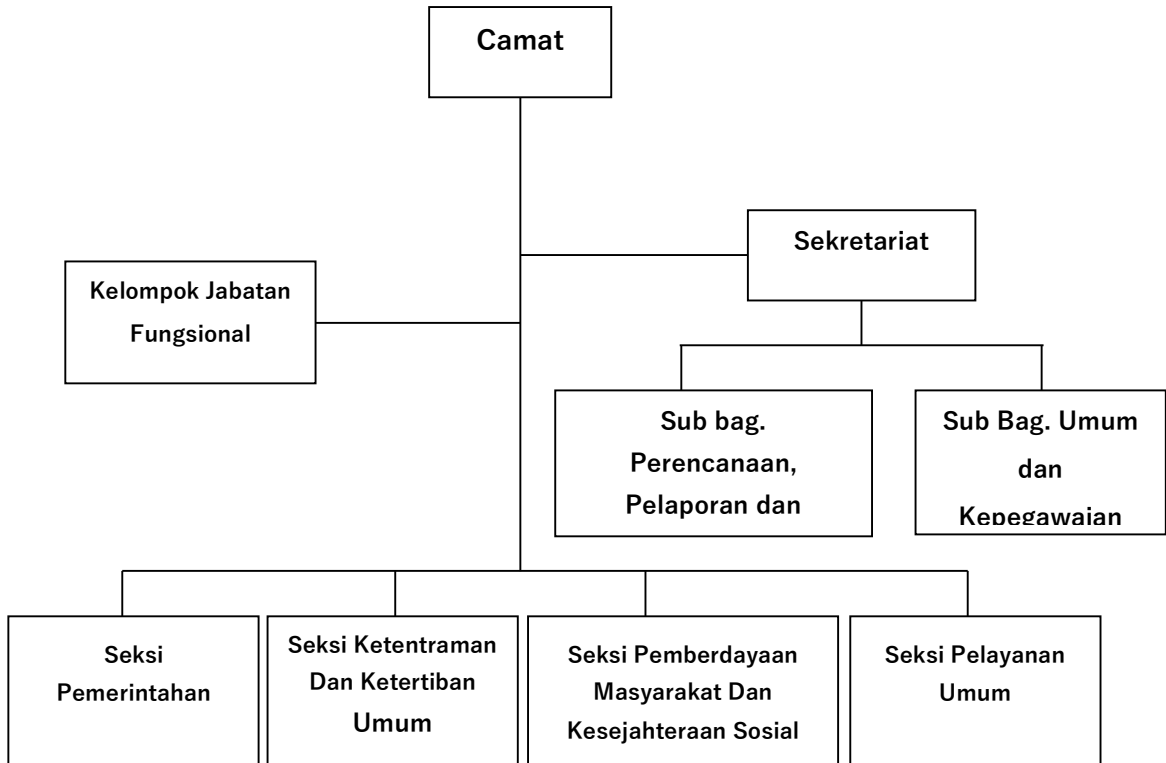 Camat
Sekretariat
Kelompok Jabatan
Fungsional
Sub bag.
Perencanaan,
Pelaporan dan
Sub Bag. Umum
dan
Kepegawaian
Seksi
Pemerintahan
Seksi Ketentraman
Dan Ketertiban
Umum
Seksi Pemberdayaan
Masyarakat Dan
Kesejahteraan Sosial
Seksi Pelayanan
Umum